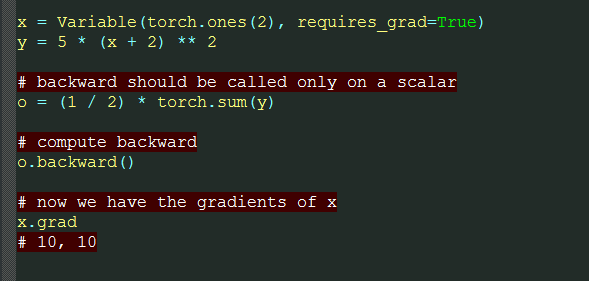 x = Variable(torch.ones(2), requires_grad=True)
y = 5 * (x + 2) ** 2
# backward should be called only on a scalar
o = (1 / 2) * torch.sum(y)
# compute backward
o.backward()
# now we have the gradients of x
x.grad
# 10, 10